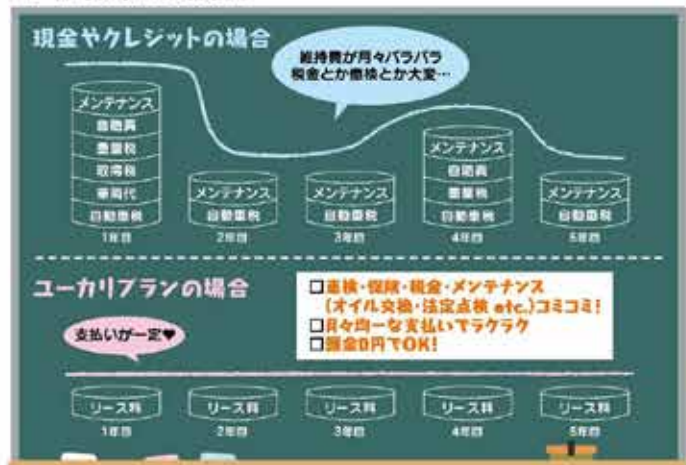 現金やクレジットの場合
維持費が月々バラバラ
税金とか車検とか大変…
メンテナンス
自賠責
重量税
取得税
車両代
自動車税
1年目
メンテナンス
自動車税
2年目
メンテナンス
自動車税
3年目
メンテナンス
自賠責
重量税
自動車税
4年目
メンテナンス
自動車税
5年目
ユーカリプランの場合
支払いが一定♥
□車検・保険・税金・メンテナンス
(オイル交換・法定点検 etc.)コミコミ!
□月々均一な支払いでラクラク
□頭金0円でOK!
リース料
1年目
リース料
2年目
リース料
3年目
リース料
4年目
リース料
5年目